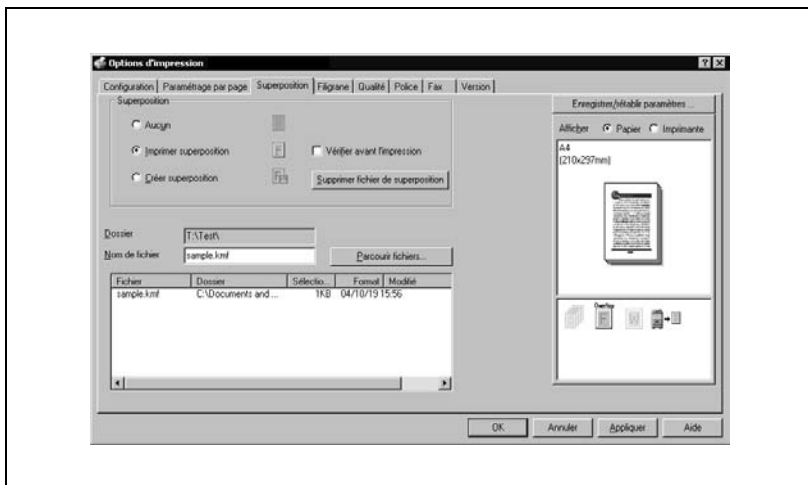 Options d'impression
Configuration Paramétrage par page Superposition Filigrane Qualité Police Fax Version
Superposition
Aucun
Imprimer superposition
Vérifier avant l'impression
Créer superposition
Supprimer fichier de superposition
Dossier T:\Test\
Nom de fichier sample.kmf Parcourir fichiers...
Fichier Dossier Sélectio... Format Modifié
sample.kmf C:\Documents and ... 1KB 04/10/19 15:56
Enregistrer/rétablir paramètres ...
Afficher Papier Imprimante
A4
(210x297mm)
Overlay
OK Annuler Appliquer Aide